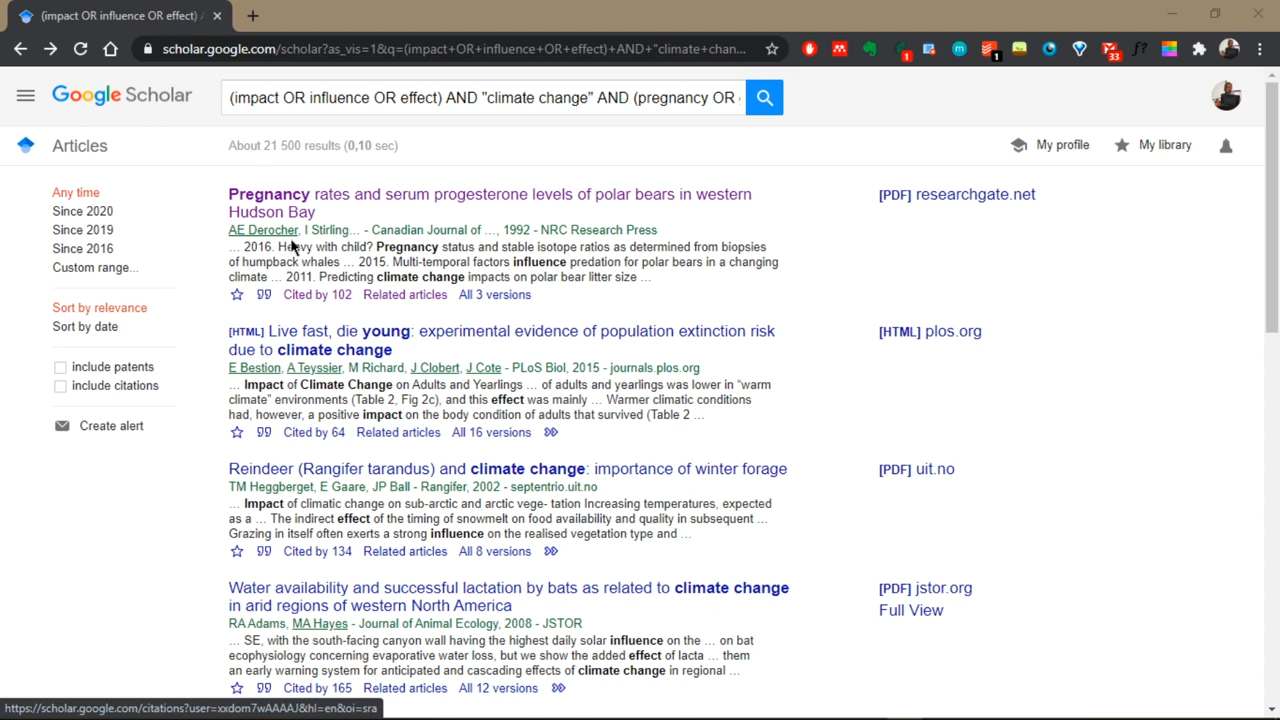 (impact OR influence OR effect) A
scholar.google.com/scholar?as_vis=1&q=(impact+OR+influence+OR+effect)+AND+"climate+chan...
1
1
33
f?
Google Scholar
(impact OR influence OR effect) AND "climate change" AND (pregnancy OR
Articles
About 21 500 results (0,10 sec)
My profile
My library
Any time
Since 2020
Since 2019
Since 2016
Custom range...
Sort by relevance
Sort by date
include patents
include citations
Create alert
Pregnancy rates and serum progesterone levels of polar bears in western
Hudson Bay
AE Derocher, I Stirling... - Canadian Journal of ..., 1992 - NRC Research Press
... 2016. Heavy with child? Pregnancy status and stable isotope ratios as determined from biopsies
of humpback whales ... 2015. Multi-temporal factors influence predation for polar bears in a changing
climate ... 2011. Predicting climate change impacts on polar bear litter size ...
Cited by 102 Related articles All 3 versions
[PDF] researchgate.net
[HTML] Live fast, die young: experimental evidence of population extinction risk
due to climate change
E Bestion, A Teyssier, M Richard, J Clobert, J Cote - PLoS Biol, 2015 - journals.plos.org
... Impact of Climate Change on Adults and Yearlings ... of adults and yearlings was lower in "warm
climate" environments (Table 2, Fig 2c), and this effect was mainly ... Warmer climatic conditions
had, however, a positive impact on the body condition of adults that survived (Table 2 ...
Cited by 64 Related articles All 16 versions
[HTML] plos.org
Reindeer (Rangifer tarandus) and climate change: importance of winter forage
TM Heggberget, E Gaare, JP Ball - Rangifer, 2002 - septentrio.uit.no
... Impact of climatic change on sub-arctic and arctic vege- tation Increasing temperatures, expected
as a ... The indirect effect of the timing of snowmelt on food availability and quality in subsequent ...
Grazing in itself often exerts a strong influence on the realised vegetation type and ...
Cited by 134 Related articles All 8 versions
[PDF] uit.no
Water availability and successful lactation by bats as related to climate change
in arid regions of western North America
RA Adams, MA Hayes - Journal of Animal Ecology, 2008 - JSTOR
... SE, with the south-facing canyon wall having the highest daily solar influence on the ... on bat
ecophysiology concerning evaporative water loss, but we show the added effect of lacta ... them
an early warning system for anticipated and cascading effects of climate change in regional ...
Cited by 165 Related articles All 12 versions
[PDF] jstor.org
Full View
https://scholar.google.com/citations?user=xxdom7wAAAAJ&hl=en&oi=sra